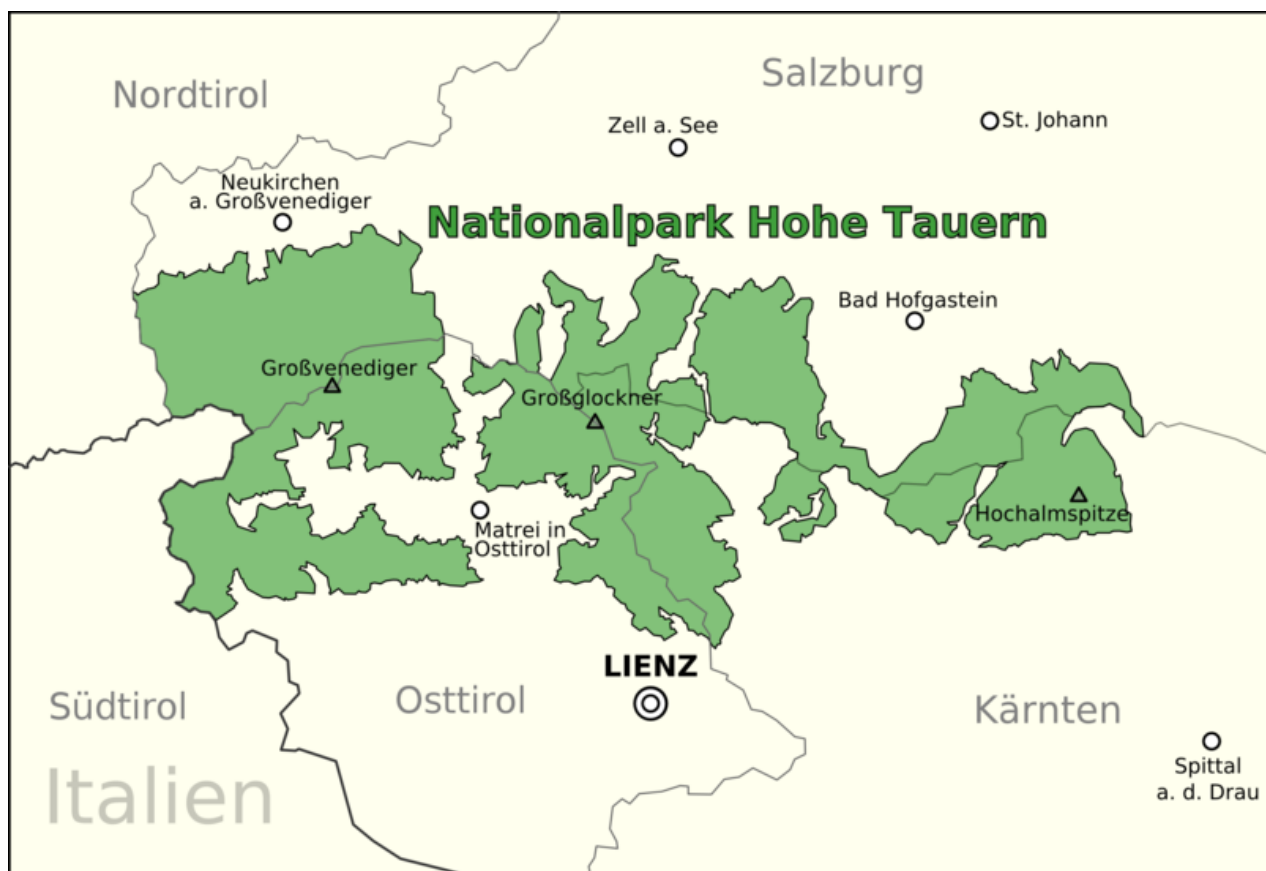 Nordtirol
Salzburg
Zell a. See
St. Johann
Neukirchen
a. Großvenediger
Nationalpark Hohe Tauern
Bad Hofgastein
Großvenediger
Großglockner
Hochalmspitze
Matrei in
Osttirol
LIENZ
Südtirol
Osttirol
Kärnten
Italien
Spittal
a. d. Drau